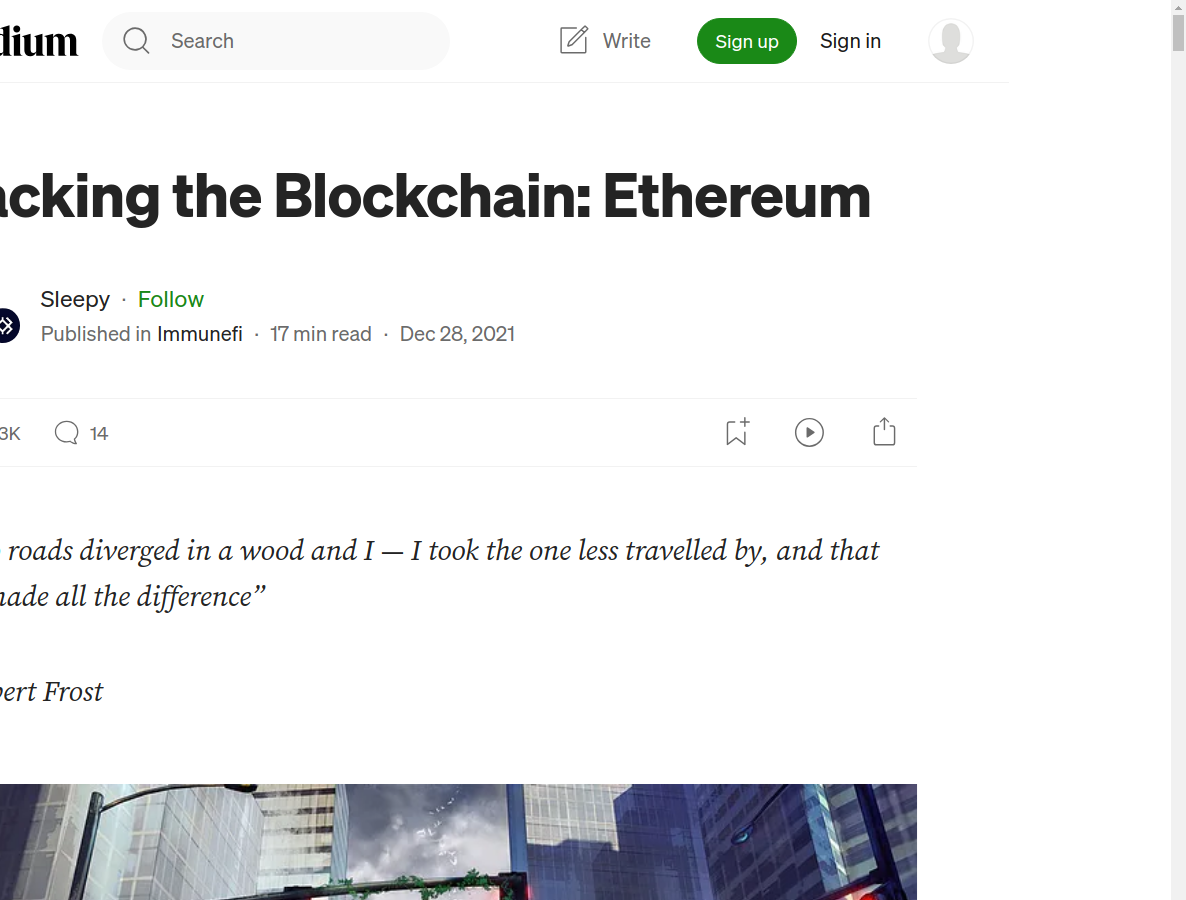 dium
Search
Write
Sign up
Sign in
acking the Blockchain: Ethereum
Sleepy · Follow
Published in Immunefi · 17 min read · Dec 28, 2021
3K
14
roads diverged in a wood and I — I took the one less travelled by, and that
nade all the difference”
bert Frost